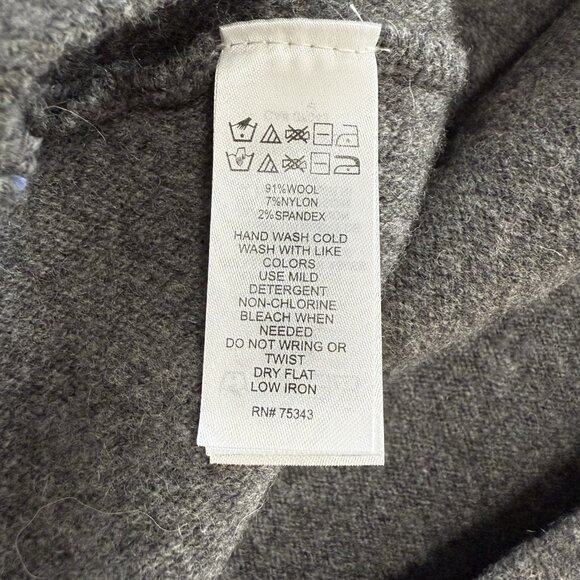 91%WOOL
7%NYLON
2%SPANDEX
HAND WASH COLD
WASH WITH LIKE
COLORS
USE MILD
DETERGENT
NON-CHLORINE
BLEACH WHEN
NEEDED
DO NOT WRING OR
TWIST
DRY FLAT
LOW IRON
RN# 75343